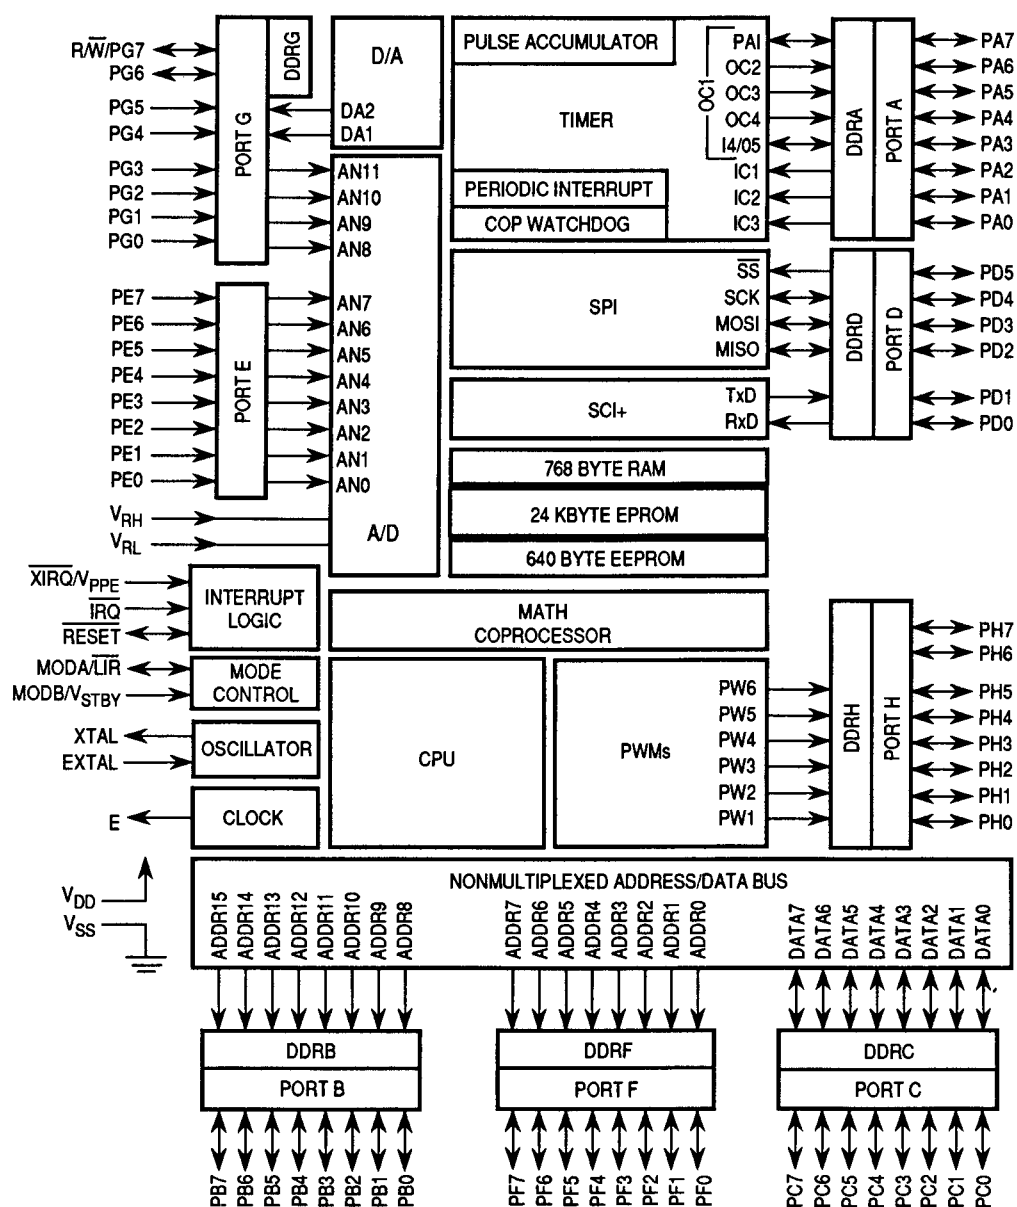 R/W/PG7
PG6
PG5
PG4
PG3
PG2
PG1
PG0
PORT G
DDRG
D/A
DA2
DA1
AN11
AN10
AN9
AN8
PE7
PE6
PE5
PE4
PE3
PE2
PE1
PE0
PORT E
AN7
AN6
AN5
AN4
AN3
AN2
AN1
AN0
A/D
VRH
VRL
PULSE ACCUMULATOR
TIMER
PERIODIC INTERRUPT
COP WATCHDOG
OC1
PAI
OC2
OC3
OC4
I4/05
IC1
IC2
IC3
DDRA
PORT A
PA7
PA6
PA5
PA4
PA3
PA2
PA1
PA0
SPI
SS
SCK
MOSI
MISO
SCI+
TxD
RxD
DDRD
PORT D
PD5
PD4
PD3
PD2
PD1
PD0
768 BYTE RAM
24 KBYTE EPROM
640 BYTE EEPROM
XIRQ/VPPE
IRQ
RESET
INTERRUPT
LOGIC
MODA/LIR
MODB/VSTBY
MODE
CONTROL
XTAL
EXTAL
OSCILLATOR
E
CLOCK
MATH
COPROCESSOR
CPU
PWMs
PW6
PW5
PW4
PW3
PW2
PW1
DDRH
PORT H
PH7
PH6
PH5
PH4
PH3
PH2
PH1
PH0
VDD
VSS
NONMULTIPLEXED ADDRESS/DATA BUS
ADDR15
ADDR14
ADDR13
ADDR12
ADDR11
ADDR10
ADDR9
ADDR8
ADDR7
ADDR6
ADDR5
ADDR4
ADDR3
ADDR2
ADDR1
ADDR0
DATA7
DATA6
DATA5
DATA4
DATA3
DATA2
DATA1
DATA0
DDRB
PORT B
DDRF
PORT F
DDRC
PORT C
PB7
PB6
PB5
PB4
PB3
PB2
PB1
PB0
PF7
PF6
PF5
PF4
PF3
PF2
PF1
PF0
PC7
PC6
PC5
PC4
PC3
PC2
PC1
PC0